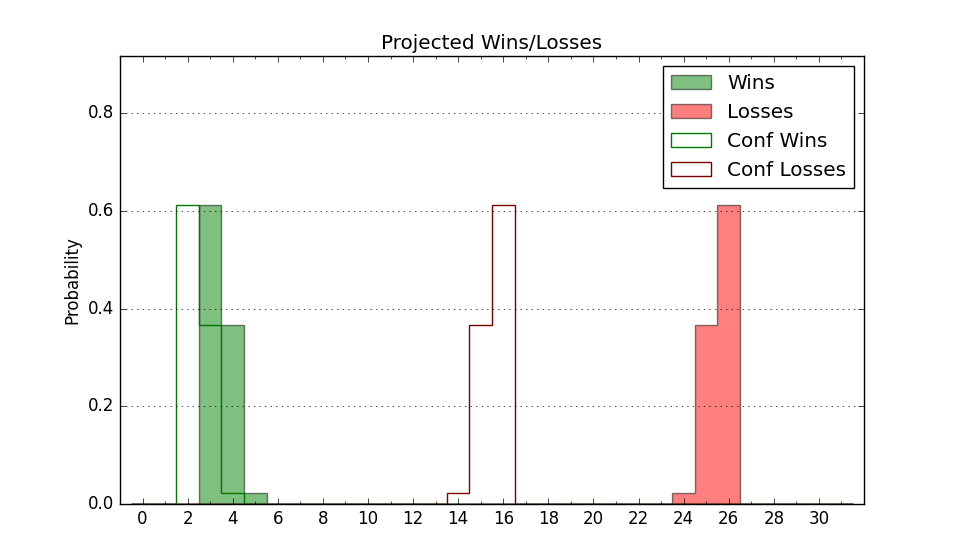 Projected Wins/Losses
Wins
Losses
Conf Wins
Conf Losses
Probability
0.8
0.6
0.4
0.2
0.0
0 2 4 6 8 10 12 14 16 18 20 22 24 26 28 30